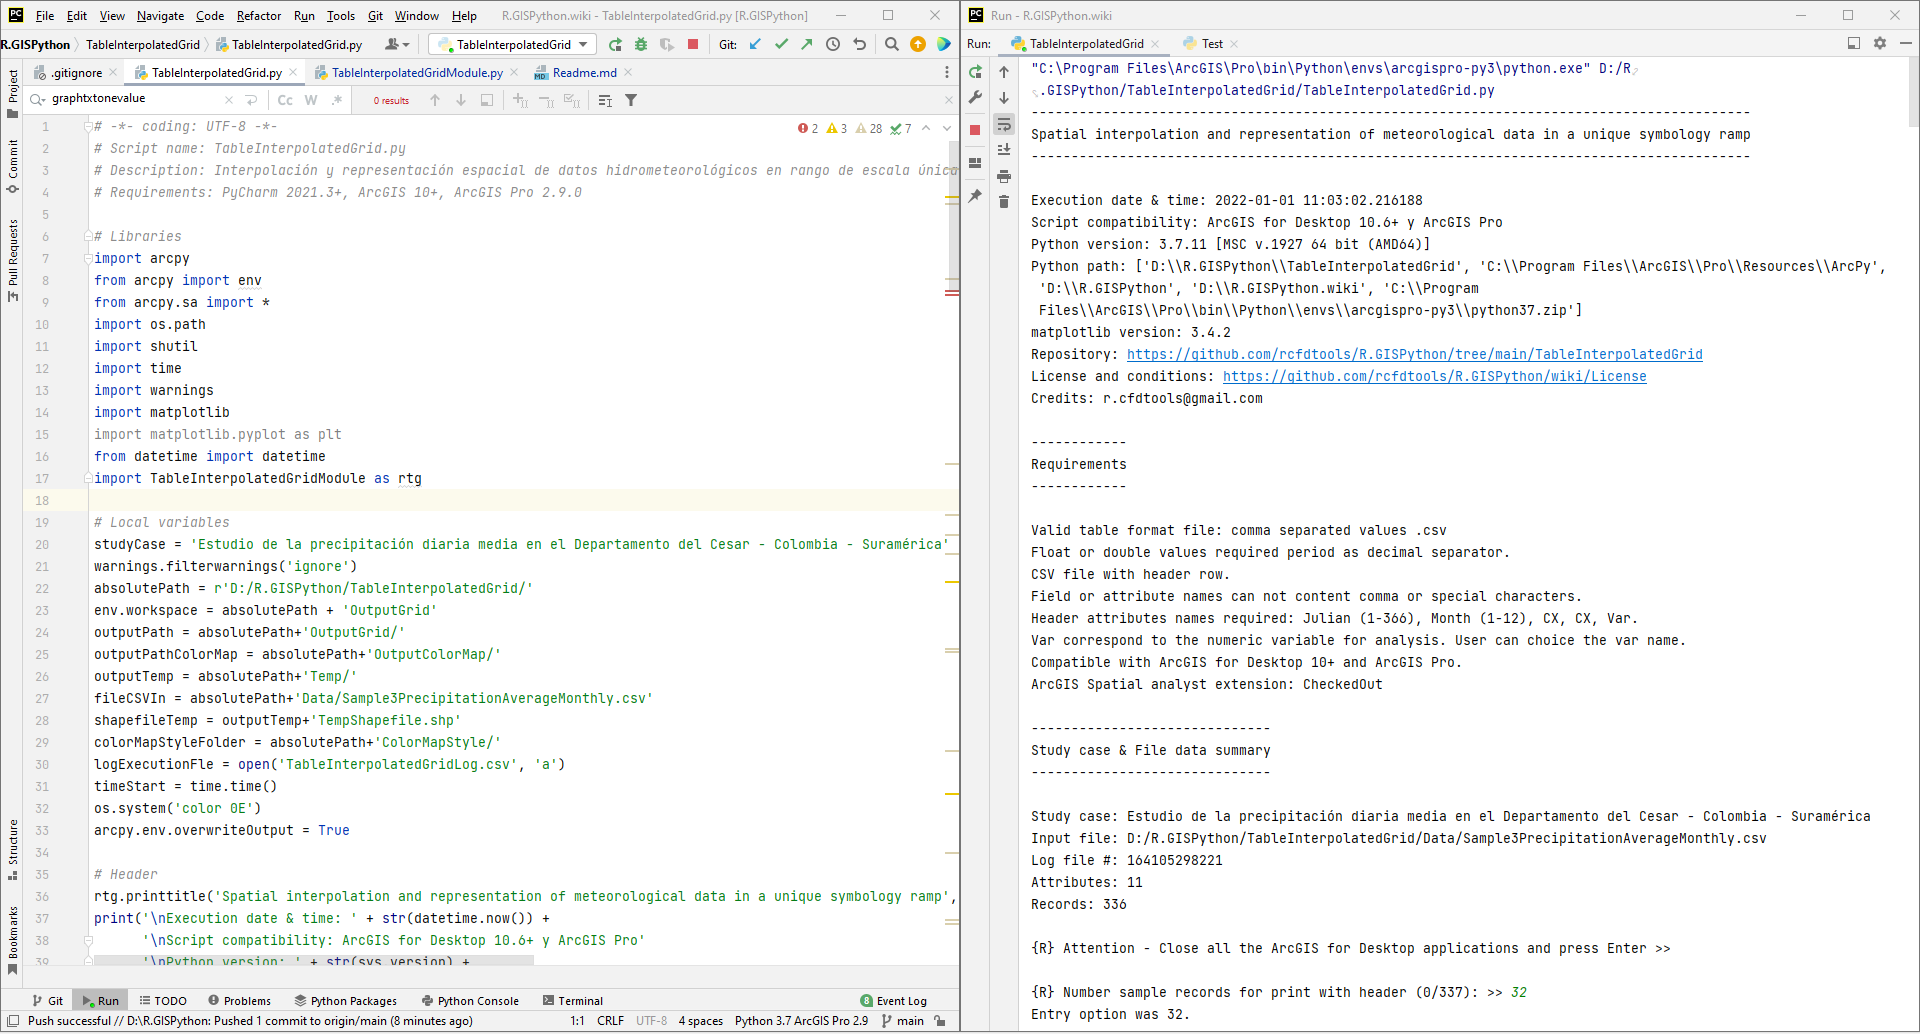 File Edit View Navigate Code Refactor Run Tools Git Window Help R.GISPython.wiki - TableInterpolatedGrid.py [R.GISPython]
R.GISPython TableInterpolatedGrid TableInterpolatedGrid.py TableInterpolatedGrid Git:
.gitignore TableInterpolatedGrid.py TableInterpolatedGridModule.py Readme.md
graphtxtonevalue Cc W .* 0 results
2 3 28 7
Project
Commit
Pull Requests
Structure
Bookmarks
1 # -*- coding: UTF-8 -*-
2 # Script name: TableInterpolatedGrid.py
3 # Description: Interpolación y representación espacial de datos hidrometeorológicos en rango de escala única
4 # Requirements: PyCharm 2021.3+, ArcGIS 10+, ArcGIS Pro 2.9.0
5
6 # Libraries
7 import arcpy
8 from arcpy import env
9 from arcpy.sa import *
10 import os.path
11 import shutil
12 import time
13 import warnings
14 import matplotlib
15 import matplotlib.pyplot as plt
16 from datetime import datetime
17 import TableInterpolatedGridModule as rtg
18
19 # Local variables
20 studyCase = 'Estudio de la precipitación diaria media en el Departamento del Cesar - Colombia - Suramérica'
21 warnings.filterwarnings('ignore')
22 absolutePath = r'D:/R.GISPython/TableInterpolatedGrid/'
23 env.workspace = absolutePath + 'OutputGrid'
24 outputPath = absolutePath+'OutputGrid/'
25 outputPathColorMap = absolutePath+'OutputColorMap/'
26 outputTemp = absolutePath+'Temp/'
27 fileCSVIn = absolutePath+'Data/Sample3PrecipitationAverageMonthly.csv'
28 shapefileTemp = outputTemp+'TempShapefile.shp'
29 colorMapStyleFolder = absolutePath+'ColorMapStyle/'
30 logExecutionFle = open('TableInterpolatedGridLog.csv', 'a')
31 timeStart = time.time()
32 os.system('color 0E')
33 arcpy.env.overwriteOutput = True
34
35 # Header
36 rtg.printtitle('Spatial interpolation and representation of meteorological data in a unique symbology ramp',
37 print('\nExecution date & time: ' + str(datetime.now()) +
38 '\nScript compatibility: ArcGIS for Desktop 10.6+ y ArcGIS Pro'
39 '\nPython version: ' + str(sys.version) +
Git Run TODO Problems Python Packages Python Console Terminal 8 Event Log
Push successful // D:\R.GISPython: Pushed 1 commit to origin/main (8 minutes ago) 1:1 CRLF UTF-8 4 spaces Python 3.7 ArcGIS Pro 2.9 main
Run - R.GISPython.wiki
Run: TableInterpolatedGrid Test
"C:\Program Files\ArcGIS\Pro\bin\Python\envs\arcgispro-py3\python.exe" D:/R
.GISPython/TableInterpolatedGrid/TableInterpolatedGrid.py
------------------------------------------------------------------------------------------
Spatial interpolation and representation of meteorological data in a unique symbology ramp
------------------------------------------------------------------------------------------
Execution date & time: 2022-01-01 11:03:02.216188
Script compatibility: ArcGIS for Desktop 10.6+ y ArcGIS Pro
Python version: 3.7.11 [MSC v.1927 64 bit (AMD64)]
Python path: ['D:\\R.GISPython\\TableInterpolatedGrid', 'C:\\Program Files\\ArcGIS\\Pro\\Resources\\ArcPy',
'D:\\R.GISPython', 'D:\\R.GISPython.wiki', 'C:\\Program
Files\\ArcGIS\\Pro\\bin\\Python\\envs\\arcgispro-py3\\python37.zip']
matplotlib version: 3.4.2
Repository: https://github.com/rcfdtools/R.GISPython/tree/main/TableInterpolatedGrid
License and conditions: https://github.com/rcfdtools/R.GISPython/wiki/License
Credits: r.cfdtools@gmail.com
------------
Requirements
------------
Valid table format file: comma separated values .csv
Float or double values required period as decimal separator.
CSV file with header row.
Field or attribute names can not content comma or special characters.
Header attributes names required: Julian (1-366), Month (1-12), CX, CX, Var.
Var correspond to the numeric variable for analysis. User can choice the var name.
Compatible with ArcGIS for Desktop 10+ and ArcGIS Pro.
ArcGIS Spatial analyst extension: CheckedOut
------------------------------
Study case & File data summary
------------------------------
Study case: Estudio de la precipitación diaria media en el Departamento del Cesar - Colombia - Suramérica
Input file: D:/R.GISPython/TableInterpolatedGrid/Data/Sample3PrecipitationAverageMonthly.csv
Log file #: 164105298221
Attributes: 11
Records: 336
{R} Attention - Close all the ArcGIS for Desktop applications and press Enter >>
{R} Number sample records for print with header (0/337): >> 32
Entry option was 32.